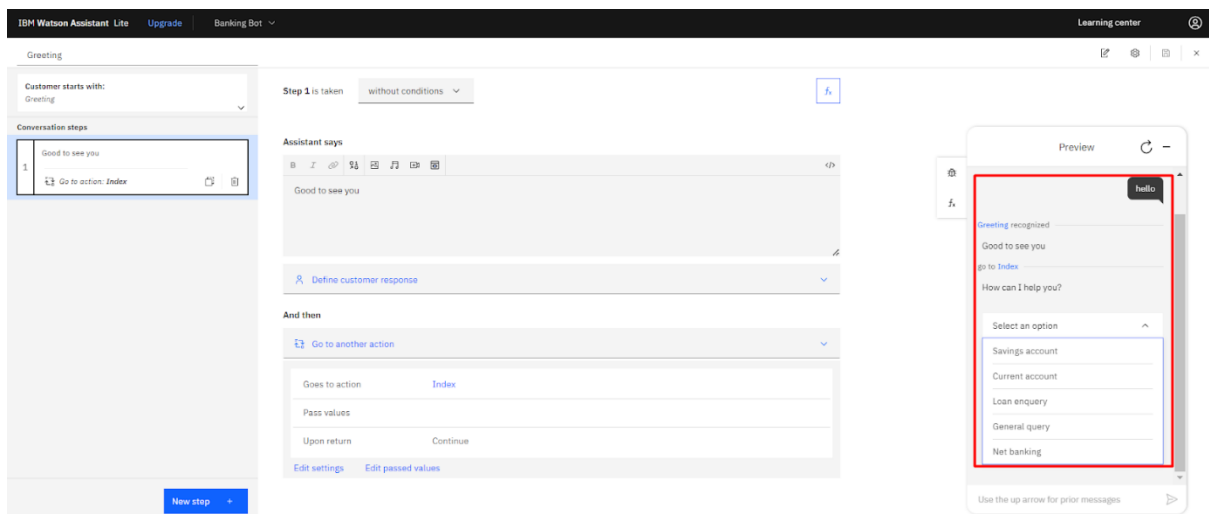 IBM Watson Assistant Lite Upgrade Banking Bot Learning center
Greeting
Customer starts with:
Greeting
Conversation steps
1
Good to see you
Go to action: Index
New step +
Step 1 is taken without conditions
fx
Assistant says
B I </>
Good to see you
Define customer response
And then
Go to another action
Goes to action Index
Pass values
Upon return Continue
Edit settings Edit passed values
fx
Preview
hello
Greeting recognized
Good to see you
go to Index
How can I help you?
Select an option
Savings account
Current account
Loan enquery
General query
Net banking
Use the up arrow for prior messages